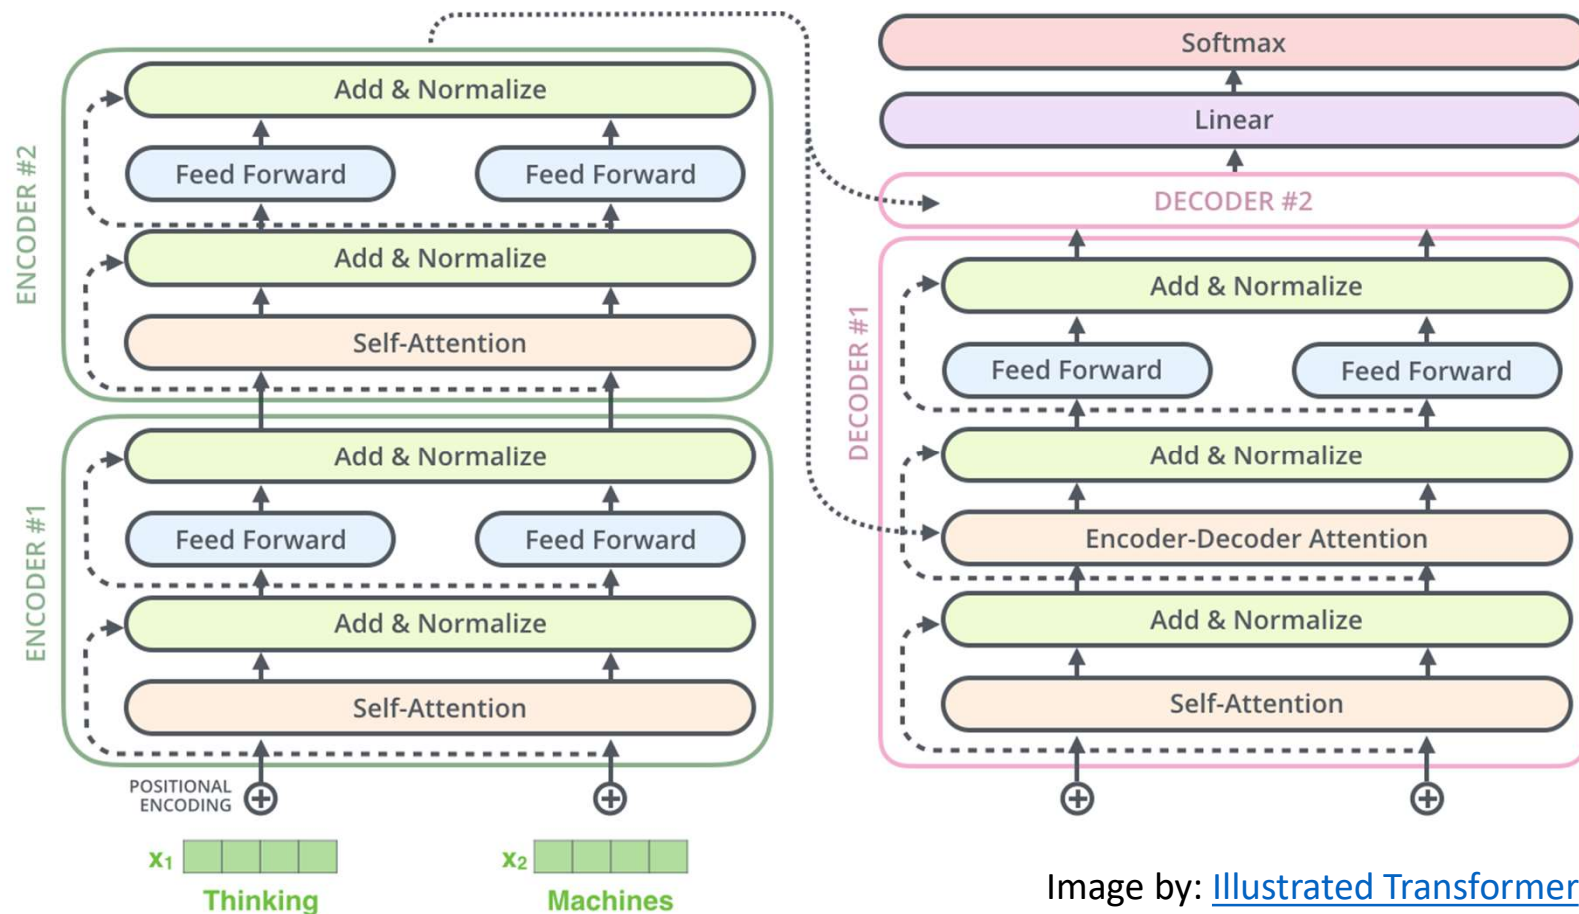 ENCODER #2
Add & Normalize
Feed Forward
Feed Forward
Add & Normalize
Self-Attention
ENCODER #1
Add & Normalize
Feed Forward
Feed Forward
Add & Normalize
Self-Attention
POSITIONAL
ENCODING
x1
x2
Thinking
Machines
Softmax
Linear
DECODER #2
DECODER #1
Add & Normalize
Feed Forward
Feed Forward
Add & Normalize
Encoder-Decoder Attention
Add & Normalize
Self-Attention
Image by: Illustrated Transformer